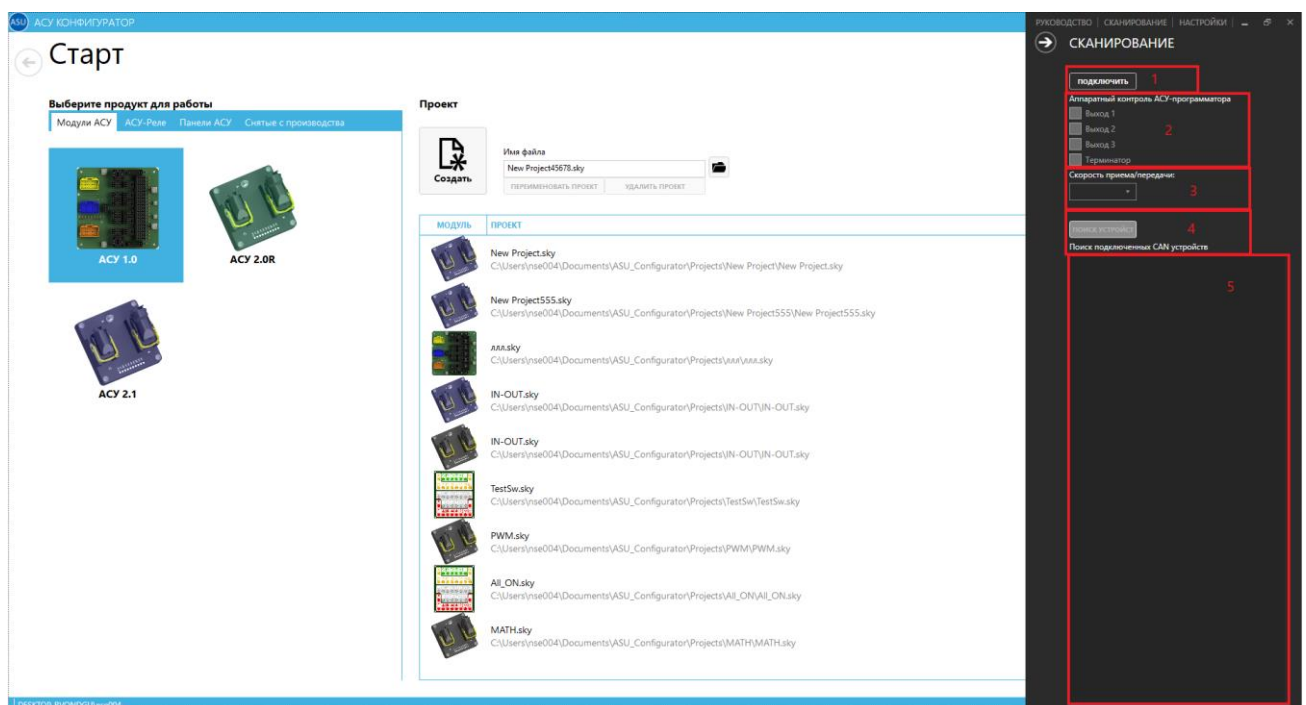 ASU АСУ КОНФИГУРАТОР
РУКОВОДСТВО | СКАНИРОВАНИЕ | НАСТРОЙКИ
Старт
Выберите продукт для работы
Модули АСУ АСУ-Реле Панели АСУ Снятые с производства
АСУ 1.0
АСУ 2.0R
АСУ 2.1
Проект
Создать
Имя файла
New Project45678.sky
ПЕРЕИМЕНОВАТЬ ПРОЕКТ УДАЛИТЬ ПРОЕКТ
МОДУЛЬ ПРОЕКТ
New Project.sky
C:\Users\nse004\Documents\ASU_Configurator\Projects\New Project\New Project.sky
New Project555.sky
C:\Users\nse004\Documents\ASU_Configurator\Projects\New Project555\New Project555.sky
ллл.sky
C:\Users\nse004\Documents\ASU_Configurator\Projects\ллл\ллл.sky
IN-OUT.sky
C:\Users\nse004\Documents\ASU_Configurator\Projects\IN-OUT\IN-OUT.sky
IN-OUT.sky
C:\Users\nse004\Documents\ASU_Configurator\Projects\IN-OUT\IN-OUT.sky
TestSw.sky
C:\Users\nse004\Documents\ASU_Configurator\Projects\TestSw\TestSw.sky
PWM.sky
C:\Users\nse004\Documents\ASU_Configurator\Projects\PWM\PWM.sky
All_ON.sky
C:\Users\nse004\Documents\ASU_Configurator\Projects\All_ON\All_ON.sky
MATH.sky
C:\Users\nse004\Documents\ASU_Configurator\Projects\MATH\MATH.sky
СКАНИРОВАНИЕ
ПОДКЛЮЧИТЬ 1
Аппаратный контроль АСУ-программатора
Выход 1
Выход 2 2
Выход 3
Терминатор
Скорость приема/передачи:
3
ПОИСК УСТРОЙСТ 4
Поиск подключенных CAN устройств
5